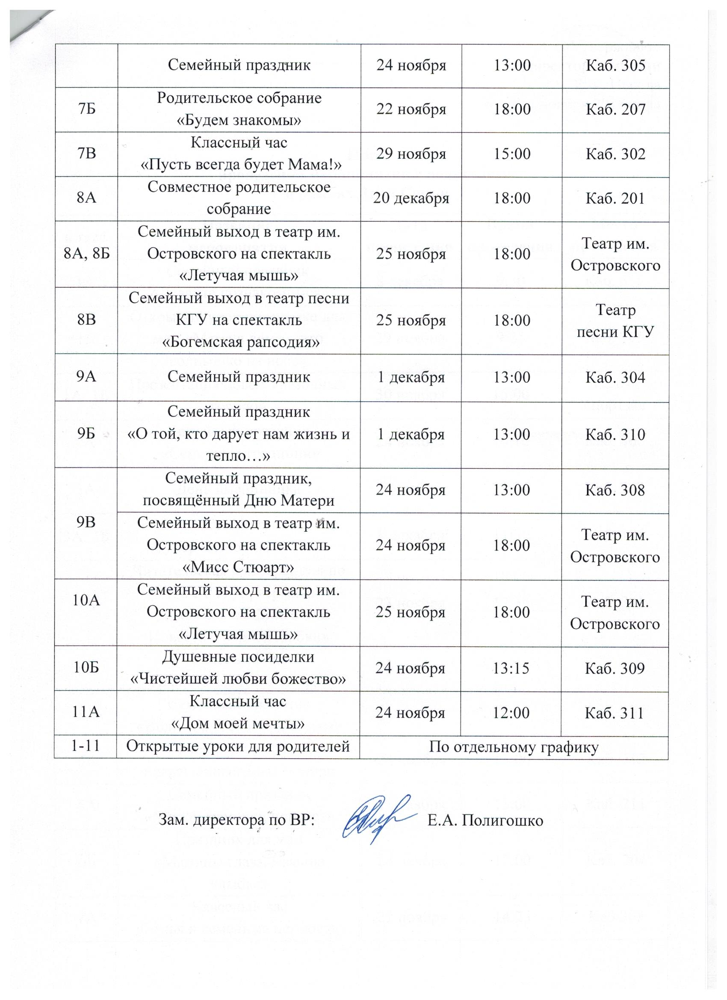 Семейный праздник 24 ноября 13:00 Каб. 305
7Б Родительское собрание
«Будем знакомы» 22 ноября 18:00 Каб. 207
7В Классный час
«Пусть всегда будет Мама!» 29 ноября 15:00 Каб. 302
8А Совместное родительское
собрание 20 декабря 18:00 Каб. 201
8А, 8Б Семейный выход в театр им.
Островского на спектакль
«Летучая мышь» 25 ноября 18:00 Театр им.
Островского
8В Семейный выход в театр песни
КГУ на спектакль
«Богемская рапсодия» 25 ноября 18:00 Театр
песни КГУ
9А Семейный праздник 1 декабря 13:00 Каб. 304
9Б Семейный праздник
«О той, кто дарует нам жизнь и
тепло…» 1 декабря 13:00 Каб. 310
9В Семейный праздник,
посвящённый Дню Матери 24 ноября 13:00 Каб. 308
Семейный выход в театр им.
Островского на спектакль
«Мисс Стюарт» 24 ноября 18:00 Театр им.
Островского
10А Семейный выход в театр им.
Островского на спектакль
«Летучая мышь» 25 ноября 18:00 Театр им.
Островского
10Б Душевные посиделки
«Чистейшей любви божество» 24 ноября 13:15 Каб. 309
11А Классный час
«Дом моей мечты» 24 ноября 12:00 Каб. 311
1-11 Открытые уроки для родителей По отдельному графику
Зам. директора по ВР: Е.А. Полигошко